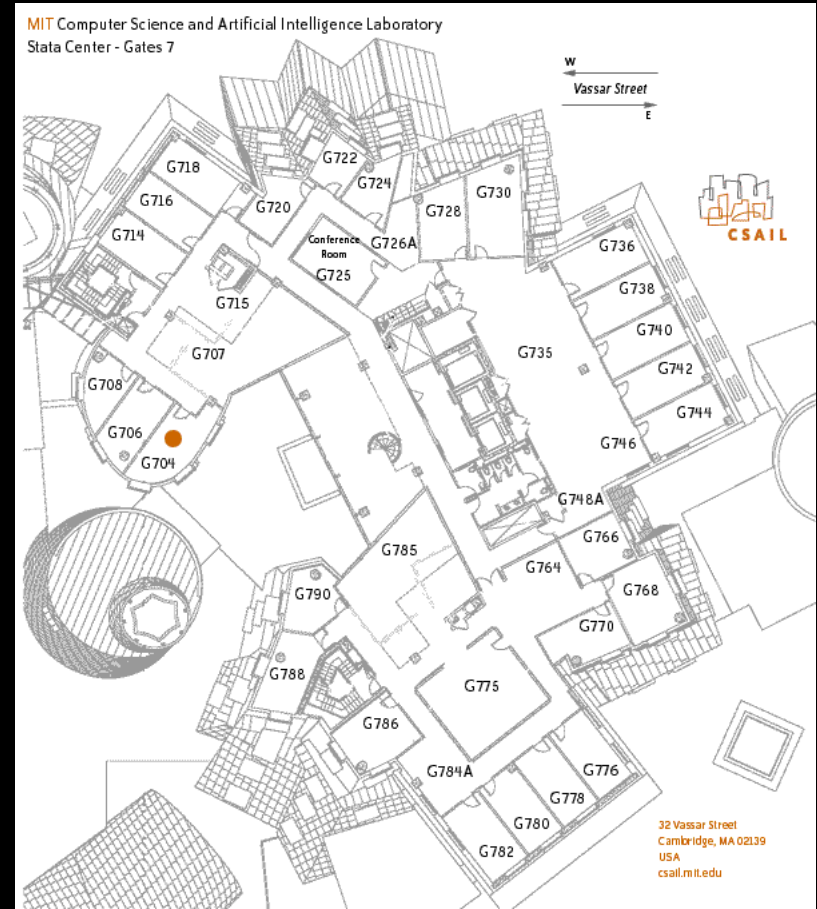 MIT Computer Science and Artificial Intelligence Laboratory
Stata Center - Gates 7
W
Vassar Street
E
CSAIL
G718
G722
G716
G724
G730
G720
G728
G714
G726A
Conference
Room
G725
G736
G738
G715
G740
G707
G735
G742
G708
G744
G706
G746
G704
G748A
G766
G785
G764
G768
G790
G770
G788
G775
G786
G784A
G776
G778
G780
G782
32 Vassar Street
Cambridge, MA 02139
USA
csail.mit.edu